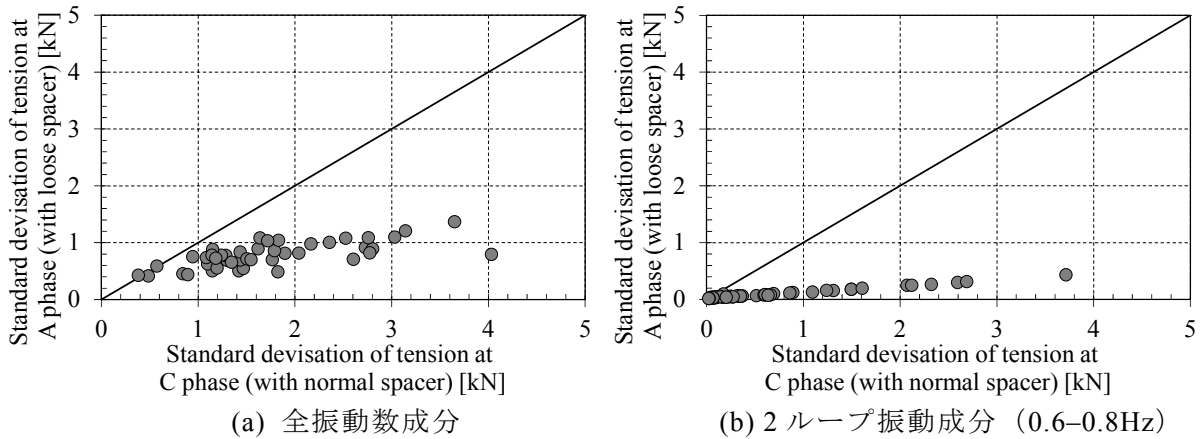 Standard devisation of tension at
A phase (with loose spacer) [kN]
5
4
3
2
1
0
0 1 2 3 4 5
Standard devisation of tension at
C phase (with normal spacer) [kN]
(a) 全振動数成分
Standard devisation of tension at
A phase (with loose spacer) [kN]
5
4
3
2
1
0
0 1 2 3 4 5
Standard devisation of tension at
C phase (with normal spacer) [kN]
(b) 2 ループ振動成分（0.6–0.8Hz）